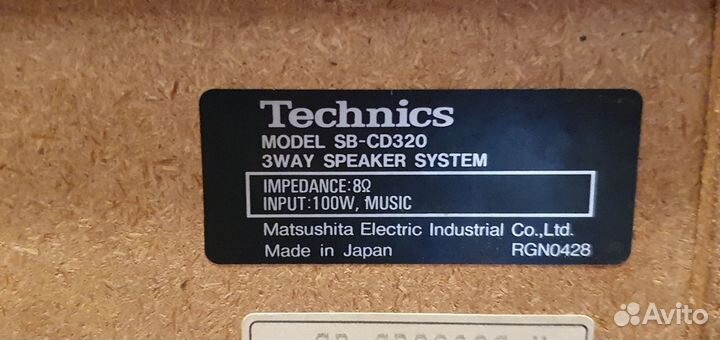 Technics
MODEL SB-CD320
3WAY SPEAKER SYSTEM
IMPEDANCE:8Ω
INPUT:100W, MUSIC
Matsushita Electric Industrial Co.,Ltd.
Made in Japan RGN0428
Avito